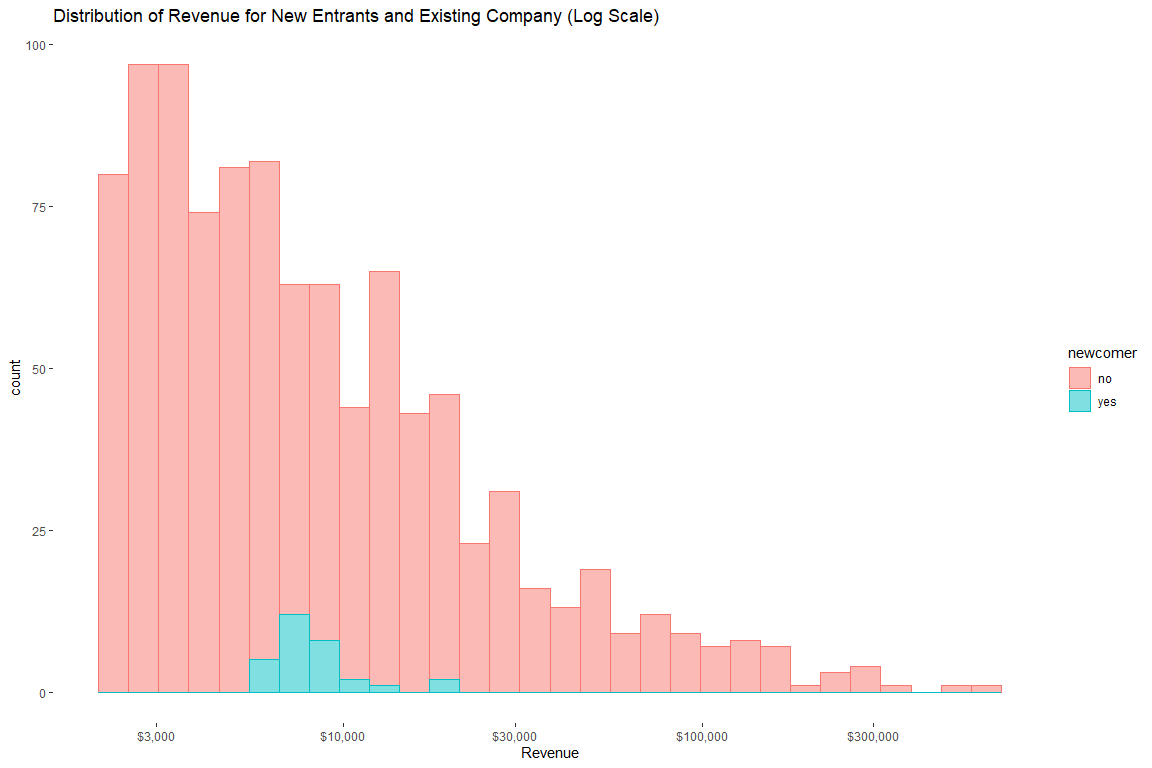 Distribution of Revenue for New Entrants and Existing Company (Log Scale)
100
75
50
25
0
count
$3,000
$10,000
$30,000
$100,000
$300,000
Revenue
newcomer
no
yes